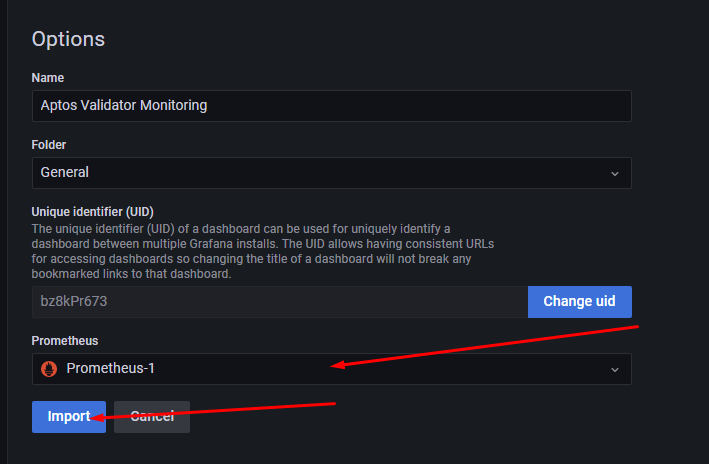 Options
Name
Aptos Validator Monitoring
Folder
General
Unique identifier (UID)
The unique identifier (UID) of a dashboard can be used for uniquely identify a
dashboard between multiple Grafana installs. The UID allows having consistent URLs
for accessing dashboards so changing the title of a dashboard will not break any
bookmarked links to that dashboard.
bz8kPr673
Change uid
Prometheus
Prometheus-1
Import
Cancel